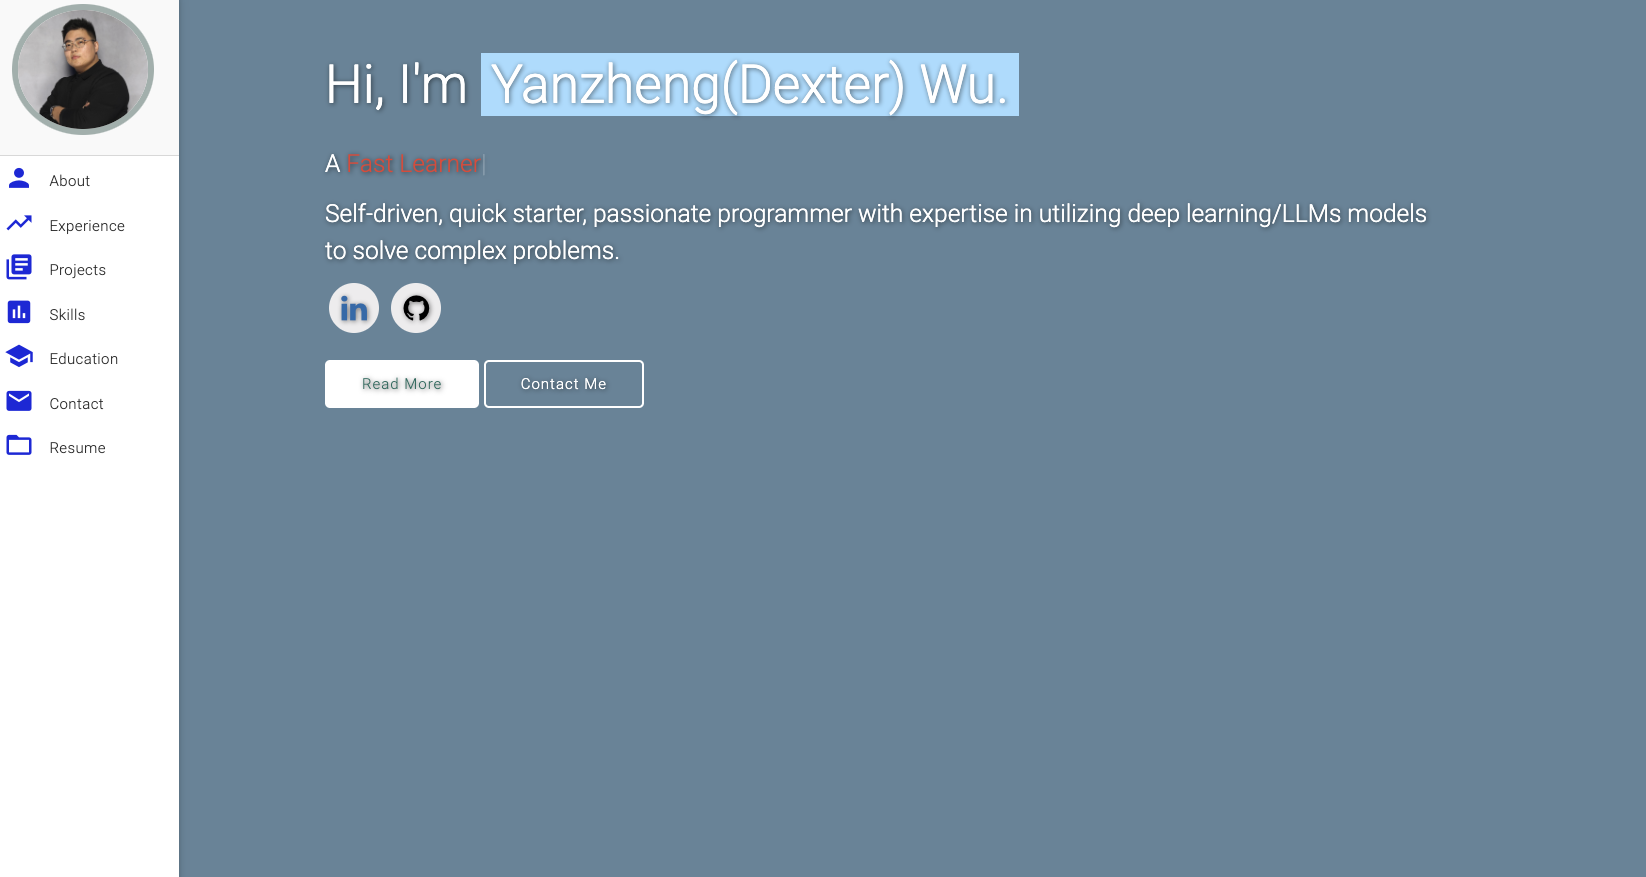 About
Experience
Projects
Skills
Education
Contact
Resume
Hi, I'm Yanzheng(Dexter) Wu.
A Fast Learner
Self-driven, quick starter, passionate programmer with expertise in utilizing deep learning/LLMs models
to solve complex problems.
in
Read More
Contact Me